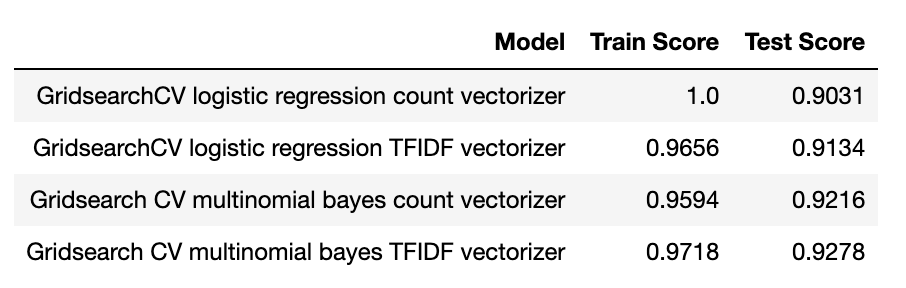 Model Train Score Test Score
GridsearchCV logistic regression count vectorizer 1.0 0.9031
GridsearchCV logistic regression TFIDF vectorizer 0.9656 0.9134
Gridsearch CV multinomial bayes count vectorizer 0.9594 0.9216
Gridsearch CV multinomial bayes TFIDF vectorizer 0.9718 0.9278